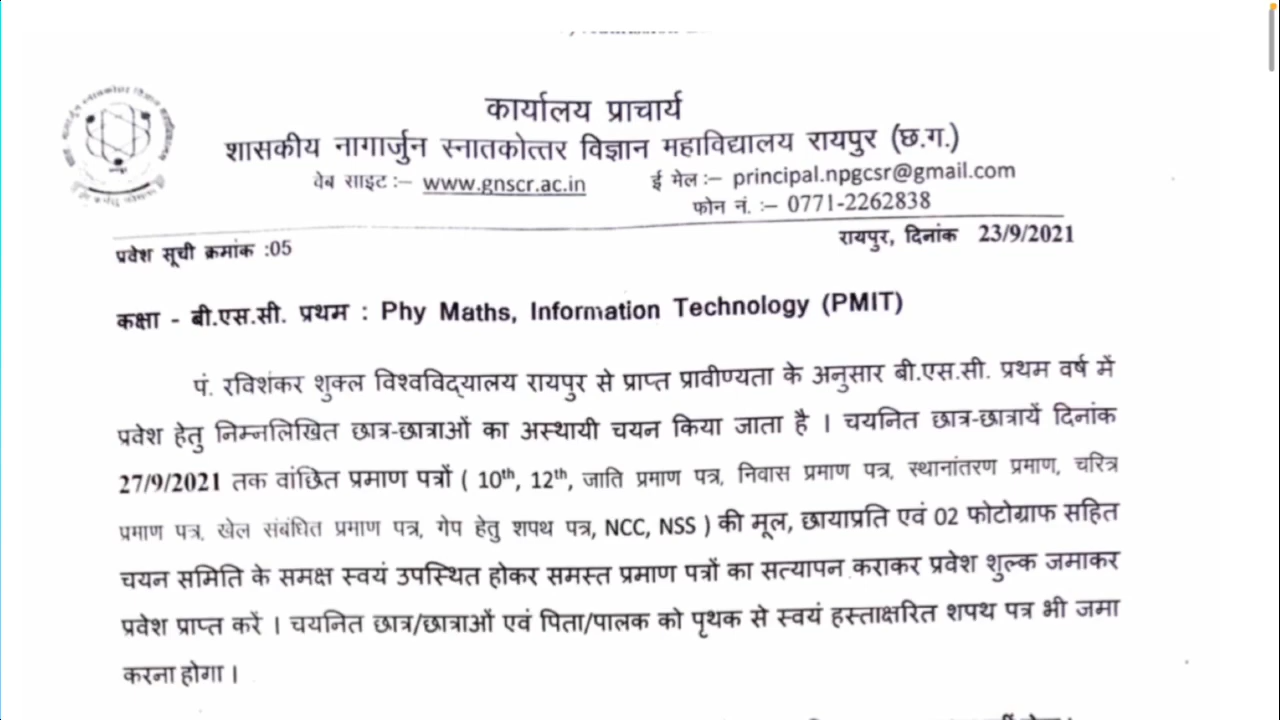 कार्यालय प्राचार्य
शासकीय नागार्जुन स्नातकोत्तर विज्ञान महाविद्यालय रायपुर (छ.ग.)
वेब साइट :– www.gnscr.ac.in ई मेल :– principal.npgcsr@gmail.com
फोन नं. :– 0771-2262838
प्रवेश सूची क्रमांक :05 रायपुर, दिनांक 23/9/2021
कक्षा - बी.एस.सी. प्रथम : Phy Maths, Information Technology (PMIT)
पं. रविशंकर शुक्ल विश्वविद्यालय रायपुर से प्राप्त प्रावीण्यता के अनुसार बी.एस.सी. प्रथम वर्ष में
प्रवेश हेतु निम्नलिखित छात्र-छात्राओं का अस्थायी चयन किया जाता है । चयनित छात्र-छात्रायें दिनांक
27/9/2021 तक वांछित प्रमाण पत्रों ( 10th, 12th, जाति प्रमाण पत्र, निवास प्रमाण पत्र, स्थानांतरण प्रमाण, चरित्र
प्रमाण पत्र, खेल संबंधित प्रमाण पत्र, गेप हेतु शपथ पत्र, NCC, NSS ) की मूल, छायाप्रति एवं 02 फोटोग्राफ सहित
चयन समिति के समक्ष स्वयं उपस्थित होकर समस्त प्रमाण पत्रों का सत्यापन कराकर प्रवेश शुल्क जमाकर
प्रवेश प्राप्त करें । चयनित छात्र/छात्राओं एवं पिता/पालक को पृथक से स्वयं हस्ताक्षरित शपथ पत्र भी जमा
करना होगा ।